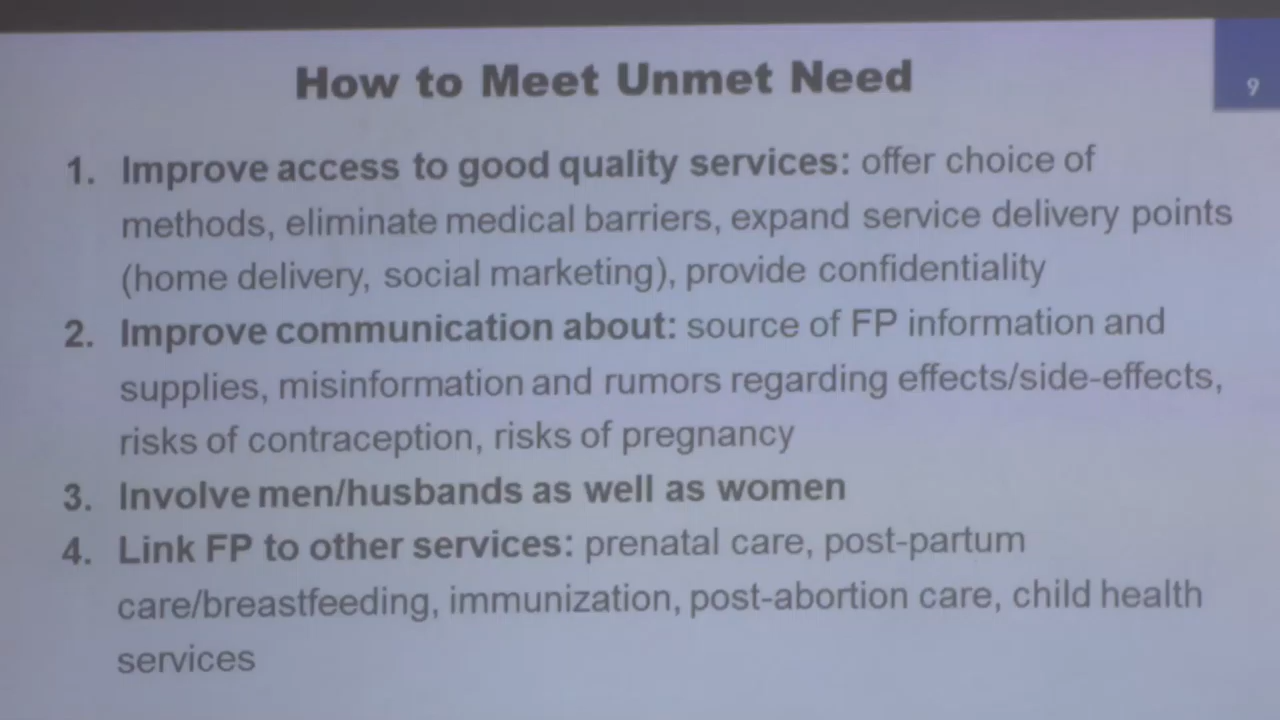 How to Meet Unmet Need
9
1. Improve access to good quality services: offer choice of
methods, eliminate medical barriers, expand service delivery points
(home delivery, social marketing), provide confidentiality
2. Improve communication about: source of FP information and
supplies, misinformation and rumors regarding effects/side-effects,
risks of contraception, risks of pregnancy
3. Involve men/husbands as well as women
4. Link FP to other services: prenatal care, post-partum
care/breastfeeding, immunization, post-abortion care, child health
services